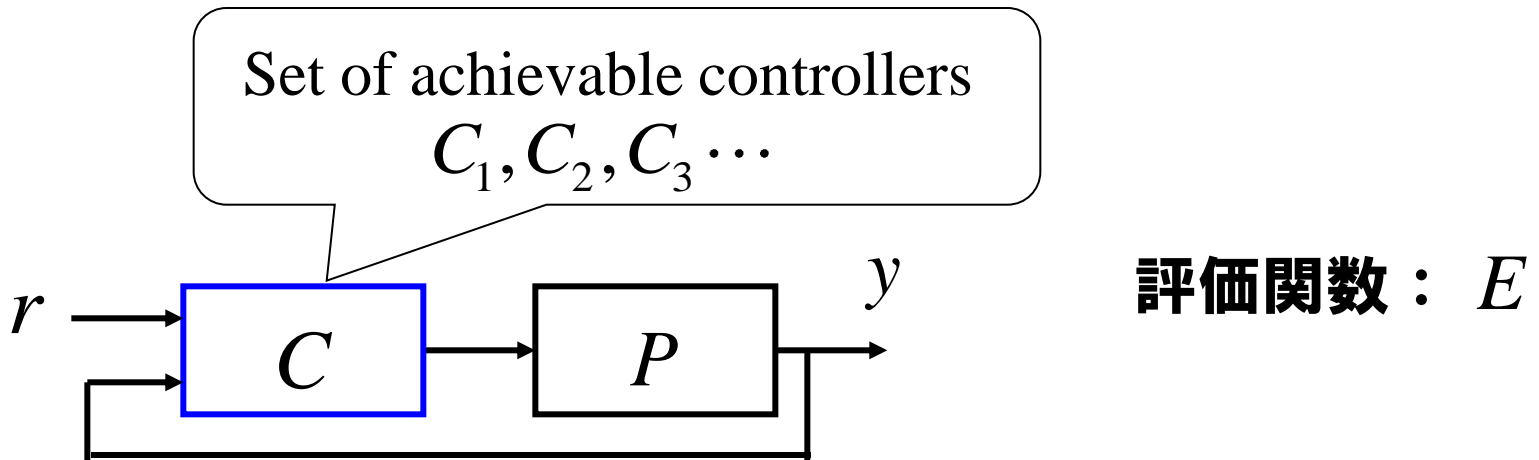 Set of achievable controllers
C₁, C₂, C₃ ⋯
r
C
P
y
評価関数： E